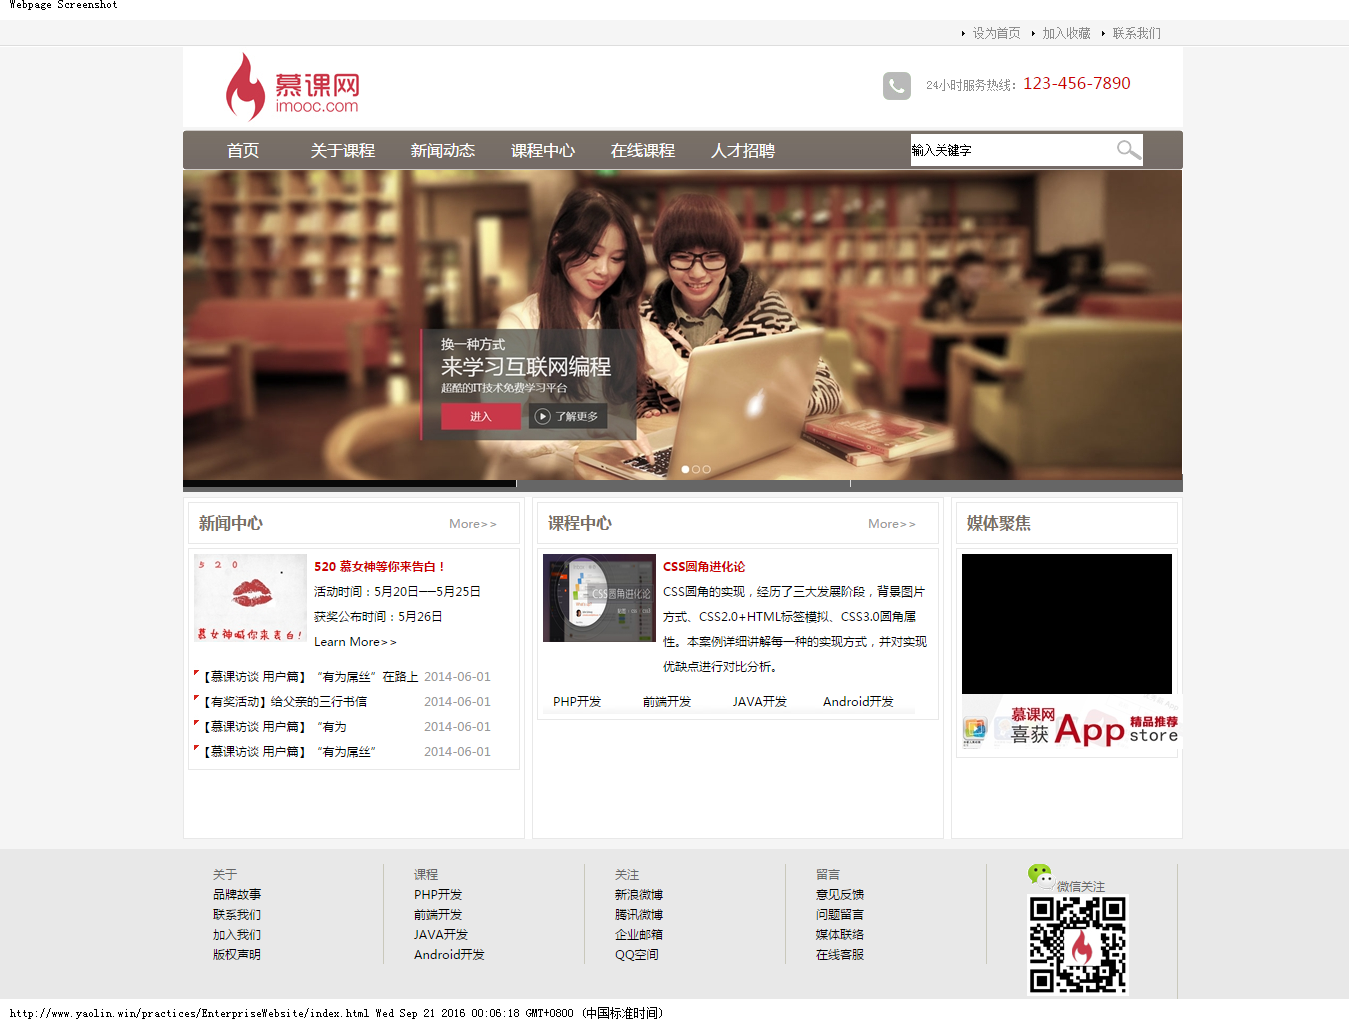 Webpage Screenshot
设为首页 加入收藏 联系我们
慕课网
imooc.com
24小时服务热线：123-456-7890
首页 关于课程 新闻动态 课程中心 在线课程 人才招聘 输入关键字
换一种方式
来学习互联网编程
超酷的IT技术免费学习平台
进入 了解更多
新闻中心 More>>
520
慕女神喊你来表白！
520 慕女神等你来告白！
活动时间：5月20日——5月25日
获奖公布时间：5月26日
Learn More>>
【慕课访谈 用户篇】 “有为屌丝”在路上 2014-06-01
【有奖活动】给父亲的三行书信 2014-06-01
【慕课访谈 用户篇】 “有为 2014-06-01
【慕课访谈 用户篇】 “有为屌丝” 2014-06-01
课程中心 More>>
CSS圆角进化论
CSS圆角进化论
CSS圆角的实现，经历了三大发展阶段，背景图片
方式、CSS2.0+HTML标签模拟、CSS3.0圆角属
性。本案例详细讲解每一种的实现方式，并对实现
优缺点进行对比分析。
PHP开发 前端开发 JAVA开发 Android开发
媒体聚焦
慕课网
喜获 App 精品推荐
store
关于
品牌故事
联系我们
加入我们
版权声明
课程
PHP开发
前端开发
JAVA开发
Android开发
关注
新浪微博
腾讯微博
企业邮箱
QQ空间
留言
意见反馈
问题留言
媒体联络
在线客服
微信关注
http://www.yaolin.win/practices/EnterpriseWebsite/index.html Wed Sep 21 2016 00:06:18 GMT+0800 (中国标准时间)